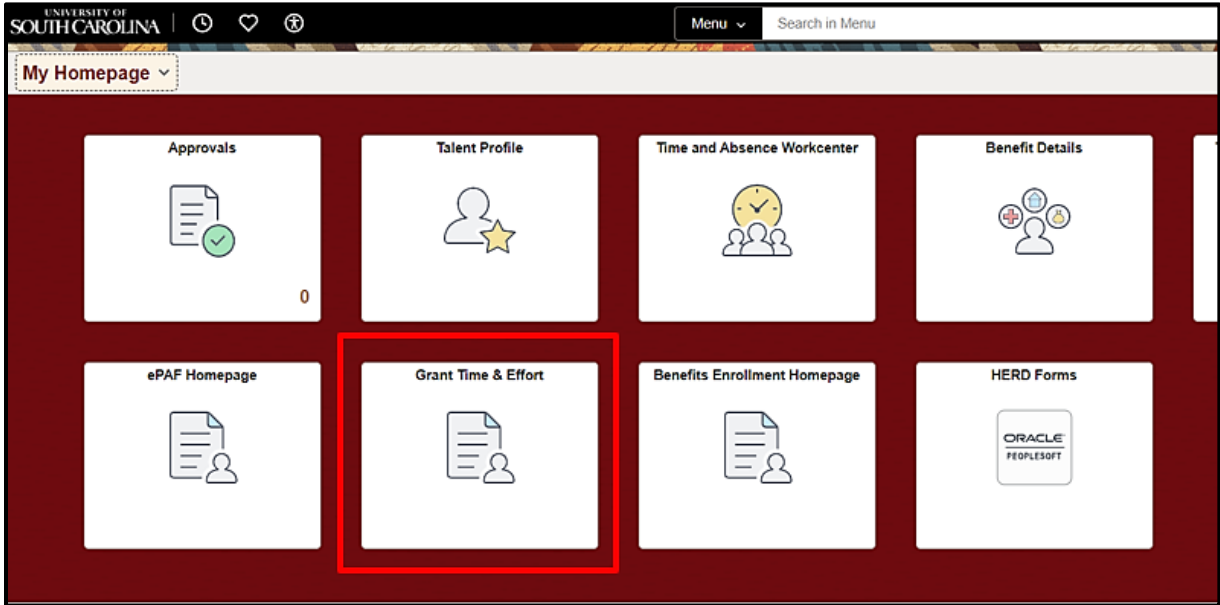 UNIVERSITY OF
SOUTH CAROLINA
Menu
Search in Menu
My Homepage
Approvals
Talent Profile
Time and Absence Workcenter
Benefit Details
0
ePAF Homepage
Grant Time & Effort
Benefits Enrollment Homepage
HERD Forms
ORACLE
PEOPLESOFT